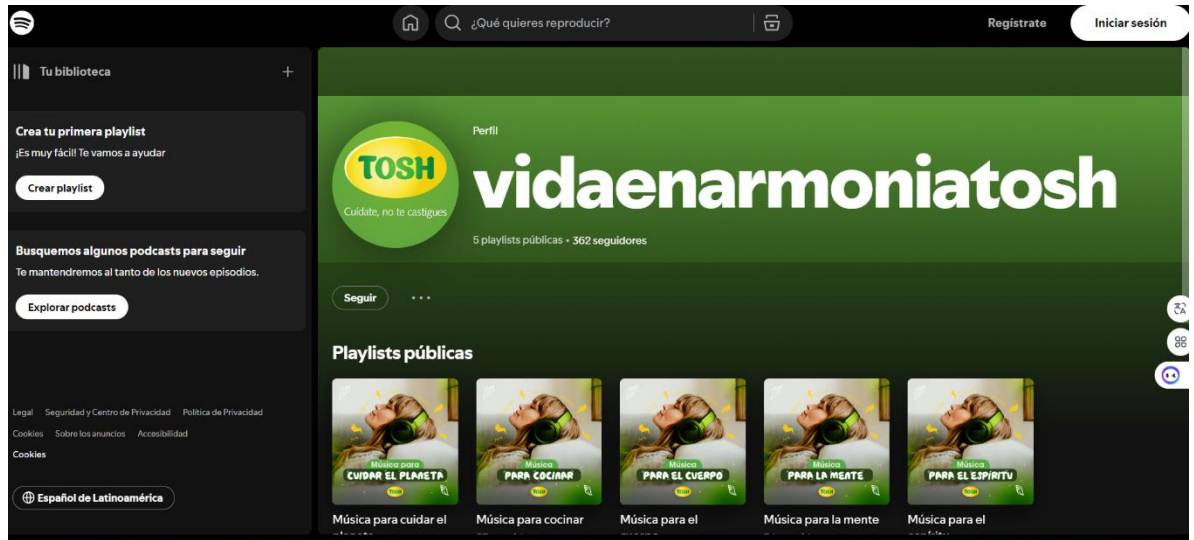 ¿Qué quieres reproducir?
Regístrate
Iniciar sesión
Tu biblioteca
Crea tu primera playlist
¡Es muy fácil! Te vamos a ayudar
Crear playlist
Busquemos algunos podcasts para seguir
Te mantendremos al tanto de los nuevos episodios.
Explorar podcasts
Legal Seguridad y Centro de Privacidad Política de Privacidad
Cookies Sobre los anuncios Accesibilidad
Cookies
Español de Latinoamérica
TOSH
Cuídate, no te castigues
Perfil
vidaenarmoniatosh
5 playlists públicas • 362 seguidores
Seguir
Playlists públicas
Música para
CUIDAR EL PLANETA
TOSH
Música
PARA COCINAR
TOSH
Música
PARA EL CUERPO
TOSH
Música
PARA LA MENTE
TOSH
Música
PARA EL ESPÍRITU
TOSH
Música para cuidar el
Música para cocinar
Música para el
Música para la mente
Música para el